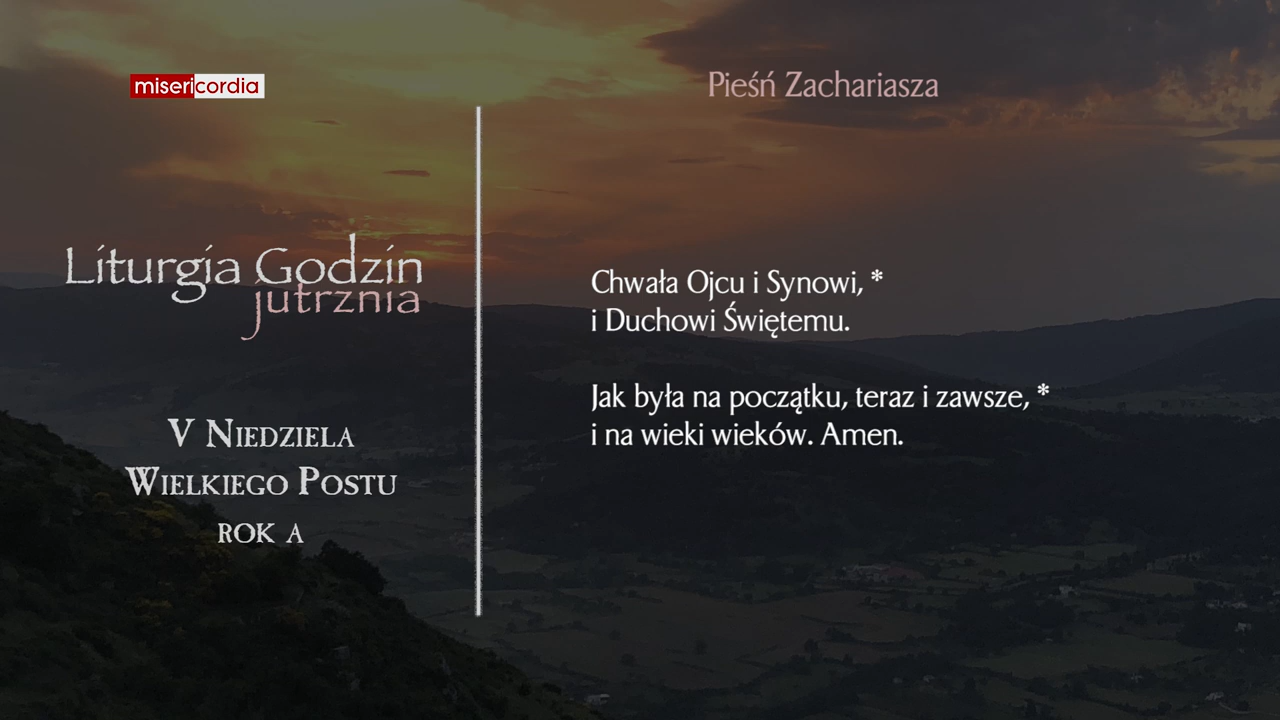 misericordia
Pieśń Zachariasza
Liturgia Godzin
jutrznia
V Niedziela
Wielkiego Postu
rok a
Chwała Ojcu i Synowi, *
i Duchowi Świętemu.
Jak była na początku, teraz i zawsze, *
i na wieki wieków. Amen.